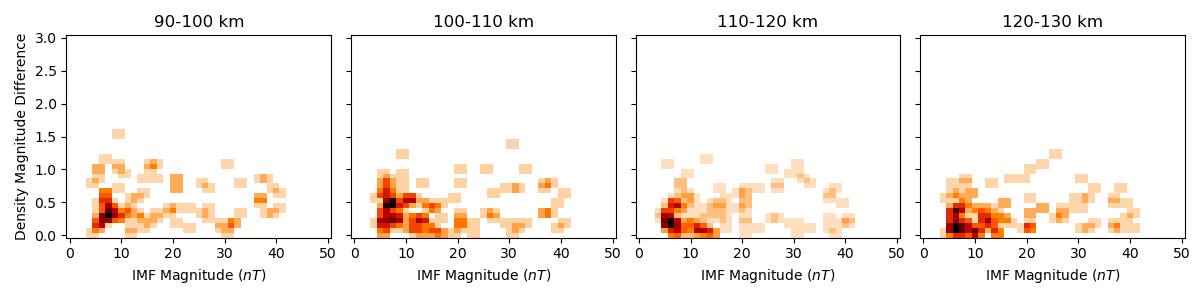 90-100 km
100-110 km
110-120 km
120-130 km
Density Magnitude Difference
3.0
2.5
2.0
1.5
1.0
0.5
0.0
0 10 20 30 40 50
0 10 20 30 40 50
0 10 20 30 40 50
0 10 20 30 40 50
IMF Magnitude (nT)
IMF Magnitude (nT)
IMF Magnitude (nT)
IMF Magnitude (nT)